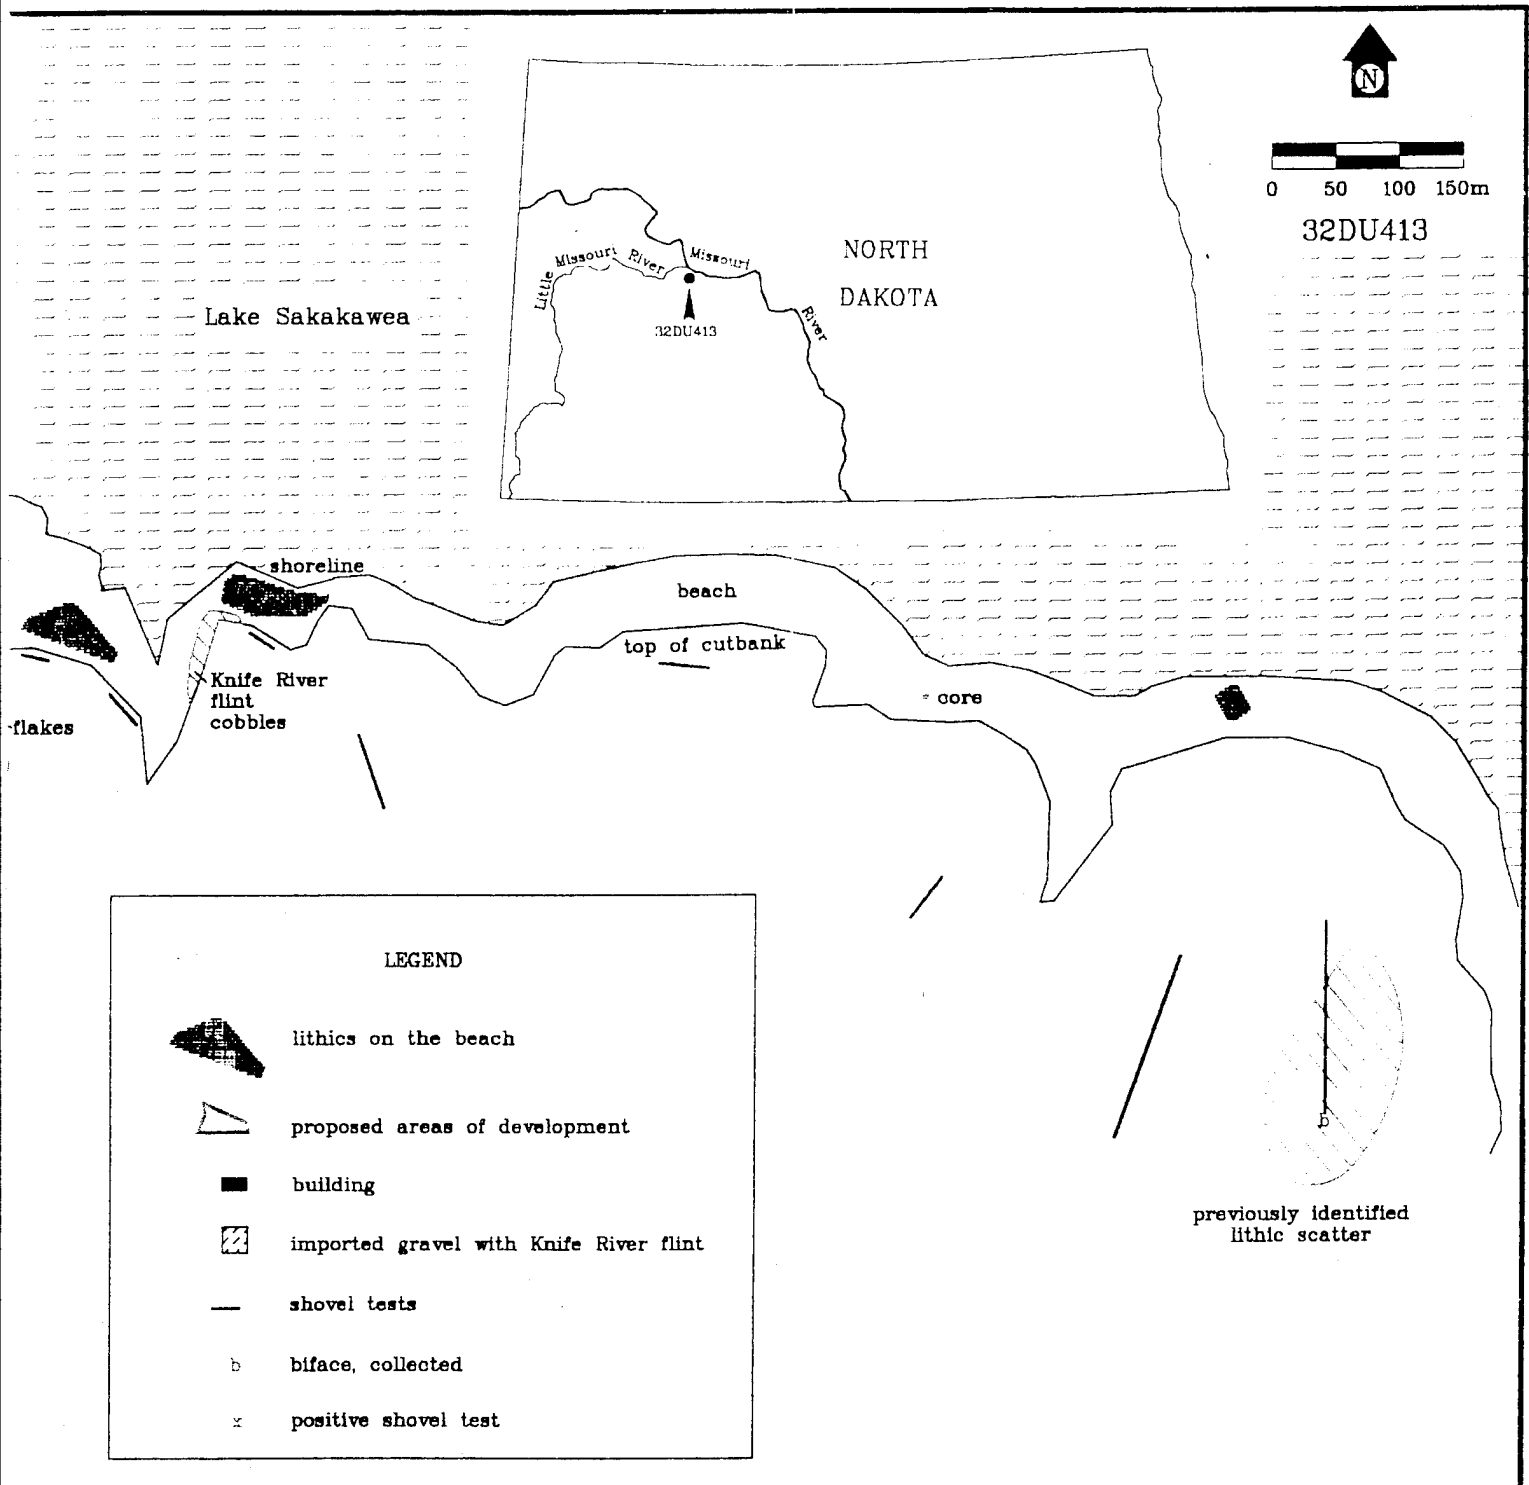 N
0 50 100 150m
32DU413
NORTH
DAKOTA
Little Missouri River
Missouri River
32DU413
Lake Sakakawea
shoreline
beach
top of cutbank
Knife River
flint
cobbles
flakes
core
b
previously identified
lithic scatter
LEGEND
lithics on the beach
proposed areas of development
building
imported gravel with Knife River flint
shovel tests
b biface, collected
x positive shovel test